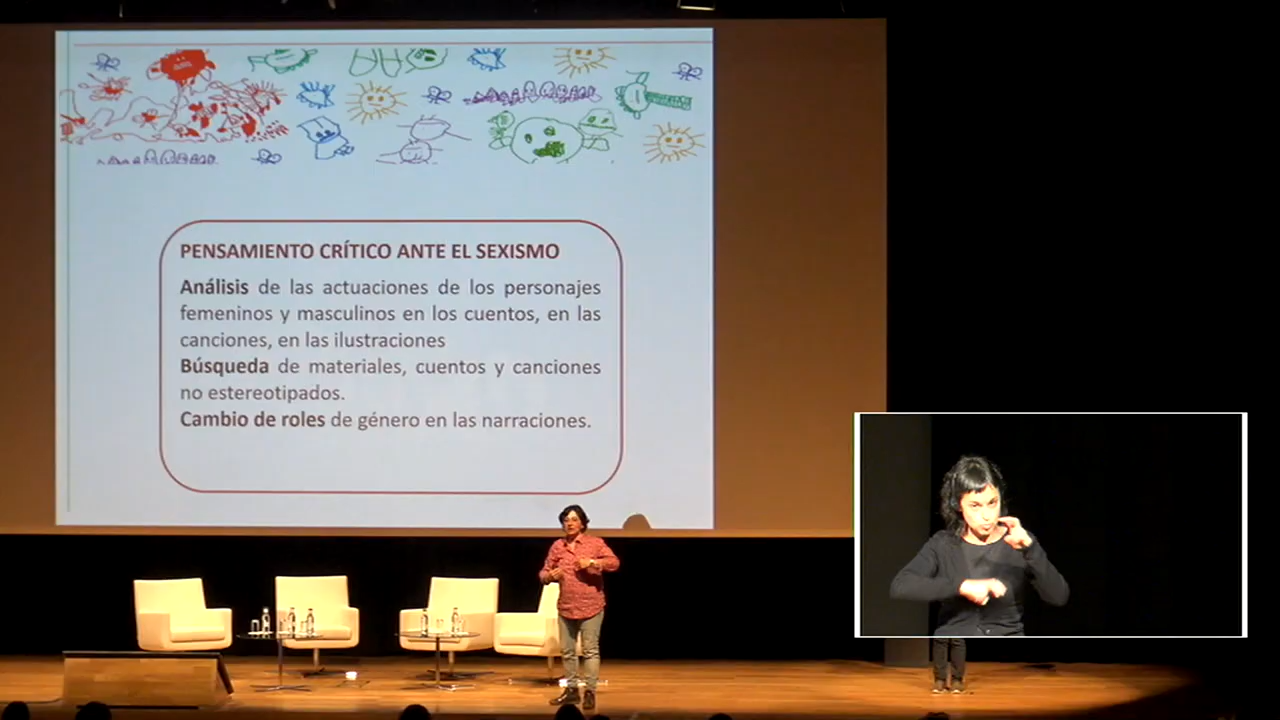 PENSAMIENTO CRÍTICO ANTE EL SEXISMO
Análisis de las actuaciones de los personajes
femeninos y masculinos en los cuentos, en las
canciones, en las ilustraciones
Búsqueda de materiales, cuentos y canciones
no estereotipados.
Cambio de roles de género en las narraciones.